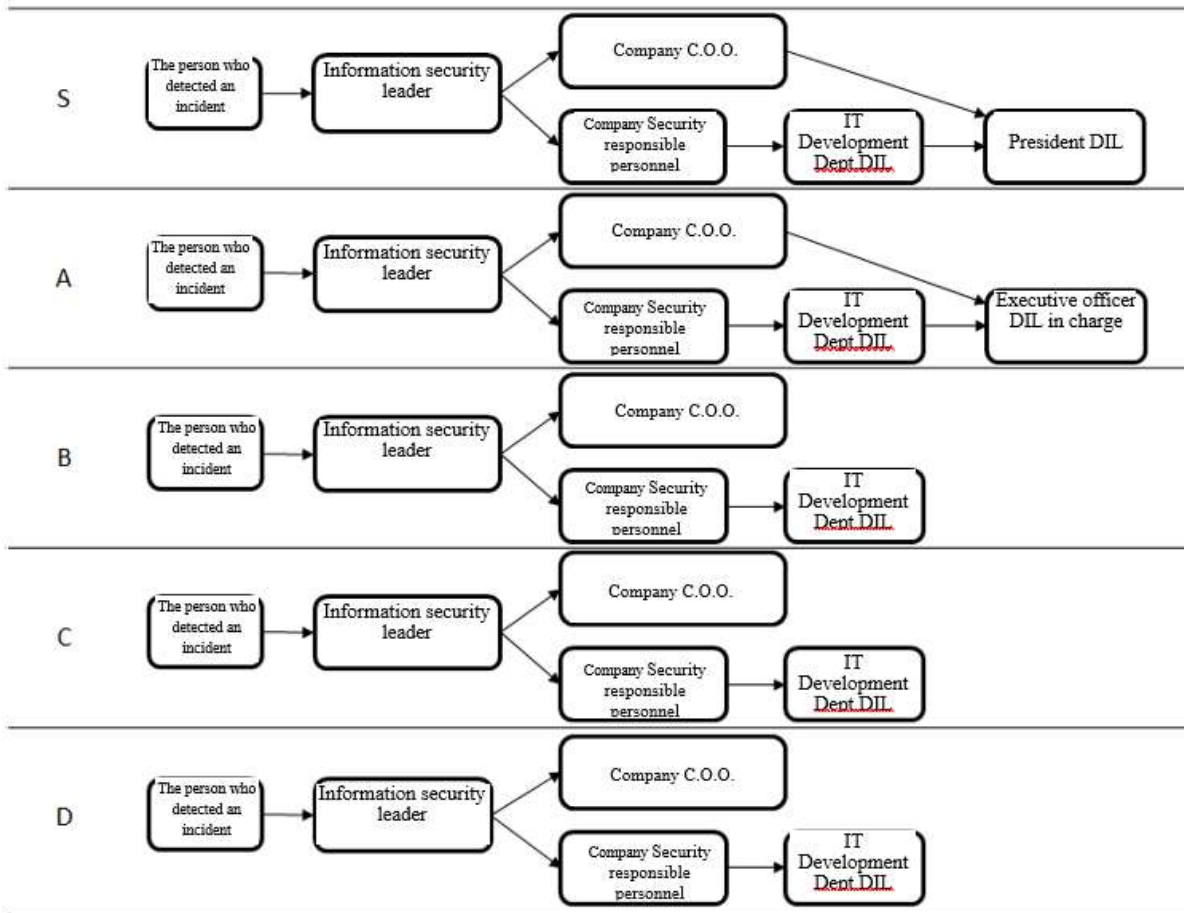 S
The person who
detected an
incident
Information security
leader
Company C.O.O.
Company Security
responsible
personnel
IT
Development
Dept DIL
President DIL
A
The person who
detected an
incident
Information security
leader
Company C.O.O.
Company Security
responsible
personnel
IT
Development
Dept DIL
Executive officer
DIL in charge
B
The person who
detected an
incident
Information security
leader
Company C.O.O.
Company Security
responsible
personnel
IT
Development
Dept DIL
C
The person who
detected an
incident
Information security
leader
Company C.O.O.
Company Security
responsible
personnel
IT
Development
Dept DIL
D
The person who
detected an
incident
Information security
leader
Company C.O.O.
Company Security
responsible
personnel
IT
Development
Dept DIL